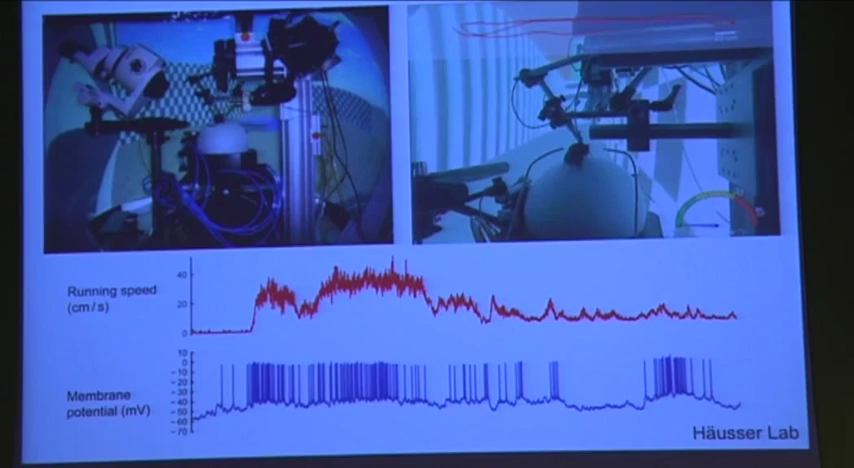 Running speed
(cm / s)
40
20
0
Membrane
potential (mV)
10
0
- 10
- 20
- 30
- 40
- 50
- 60
- 70
Häusser Lab